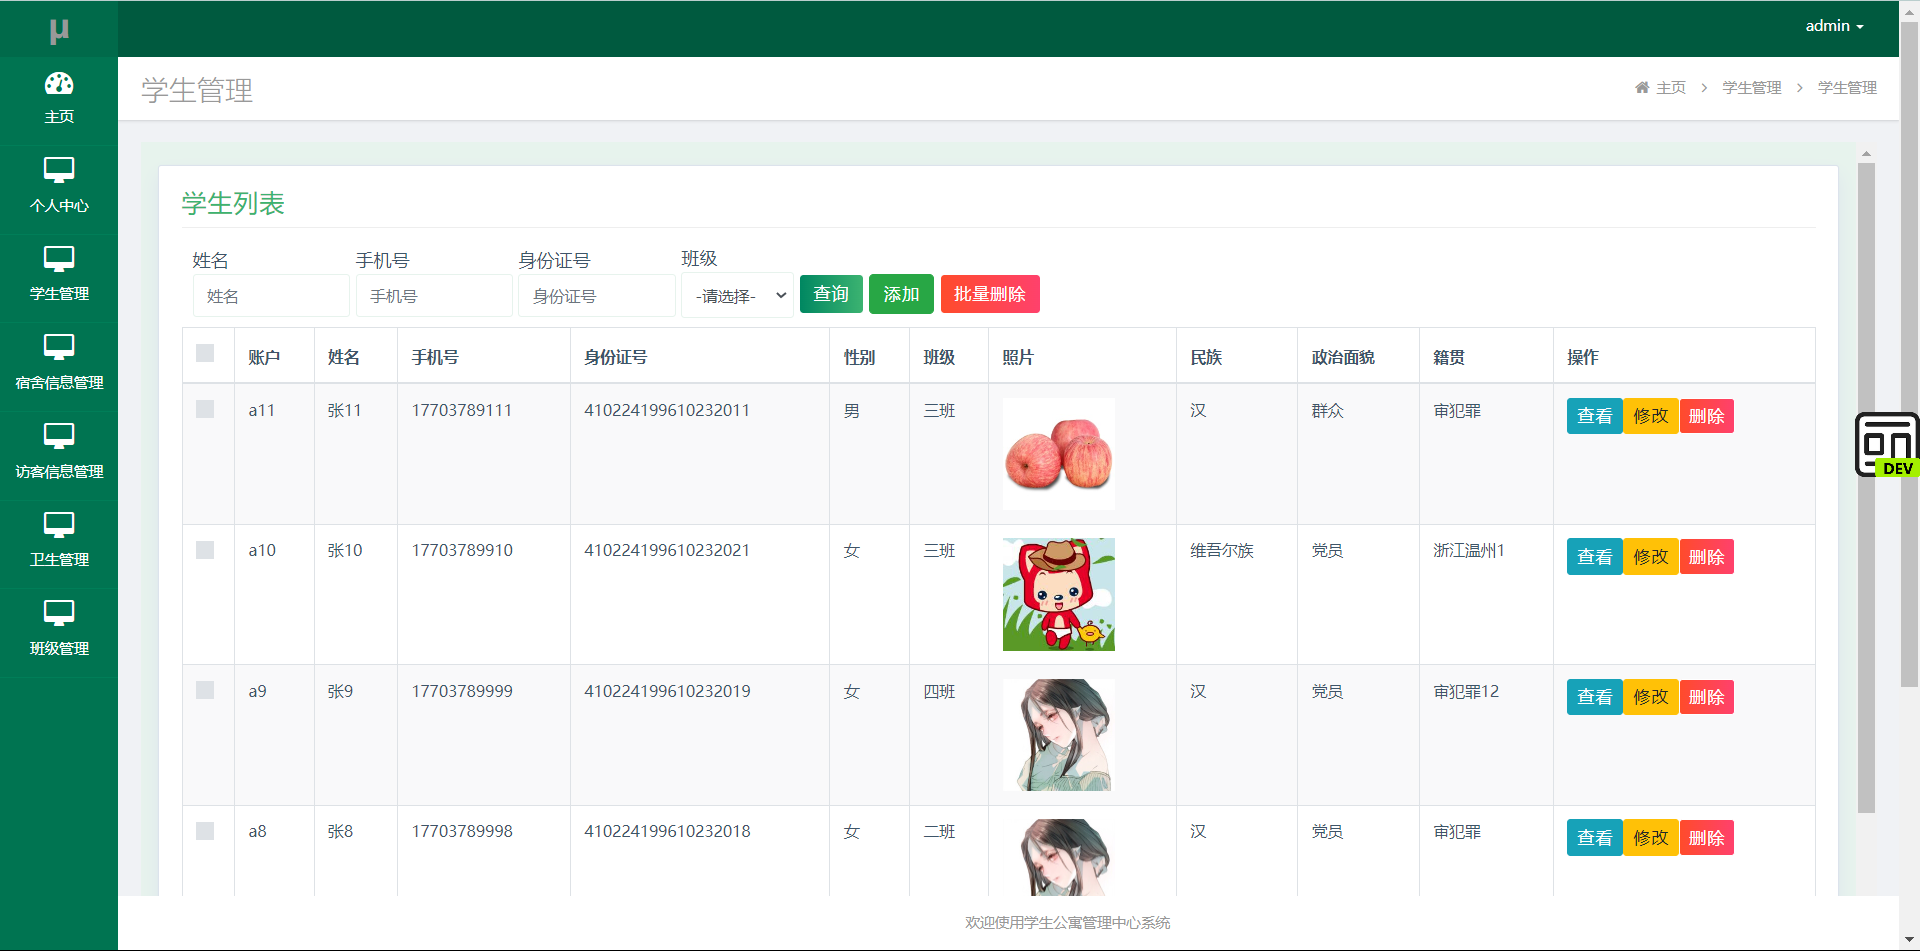 μ
admin
主页
个人中心
学生管理
宿舍信息管理
访客信息管理
卫生管理
班级管理
学生管理
主页 > 学生管理 > 学生管理
学生列表
姓名 手机号 身份证号 班级
姓名 手机号 身份证号 -请选择- 查询 添加 批量删除
账户 姓名 手机号 身份证号 性别 班级 照片 民族 政治面貌 籍贯 操作
a11 张11 17703789111 410224199610232011 男 三班 汉 群众 审犯罪 查看 修改 删除
a10 张10 17703789910 410224199610232021 女 三班 维吾尔族 党员 浙江温州1 查看 修改 删除
a9 张9 17703789999 410224199610232019 女 四班 汉 党员 审犯罪12 查看 修改 删除
a8 张8 17703789998 410224199610232018 女 二班 汉 党员 审犯罪 查看 修改 删除
DEV
欢迎使用学生公寓管理中心系统